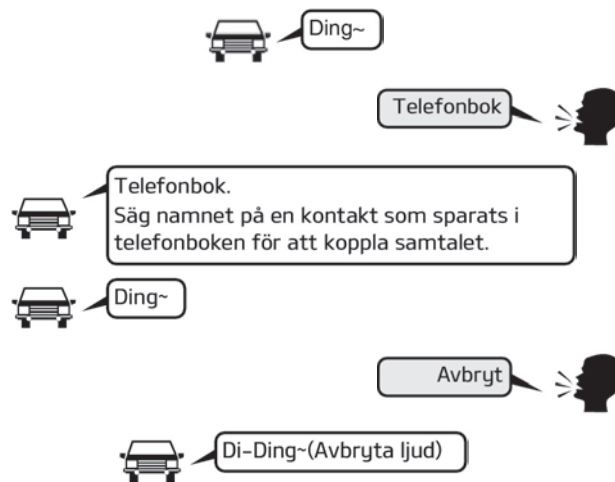 Ding~
Telefonbok
Telefonbok.
Säg namnet på en kontakt som sparats i
telefonboken för att koppla samtalet.
Ding~
Avbryt
Di-Ding~(Avbryta ljud)